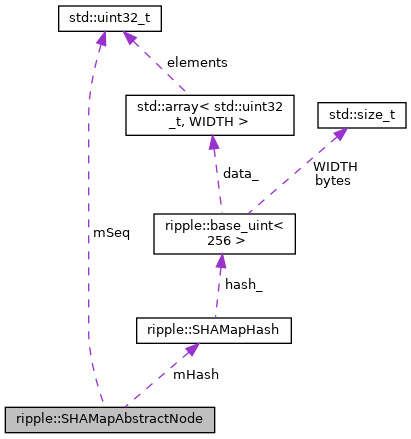 std::uint32_t
elements
std::array< std::uint32
_t, WIDTH >
std::size_t
WIDTH
bytes
data_
ripple::base_uint<
256 >
mSeq
hash_
ripple::SHAMapHash
mHash
ripple::SHAMapAbstractNode